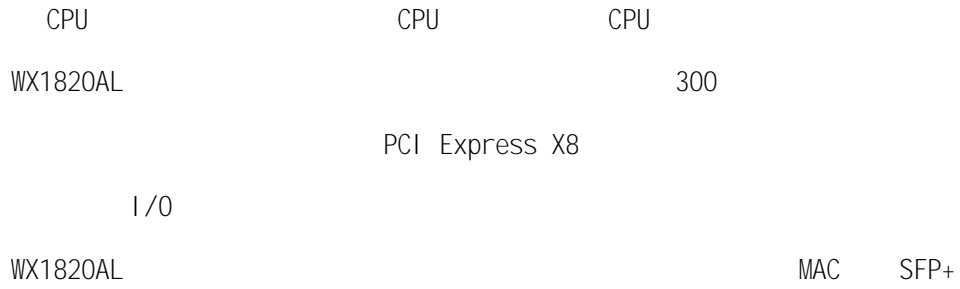 CPU CPU CPU
WX1820AL 300
PCI Express X8
I/O
WX1820AL MAC SFP+